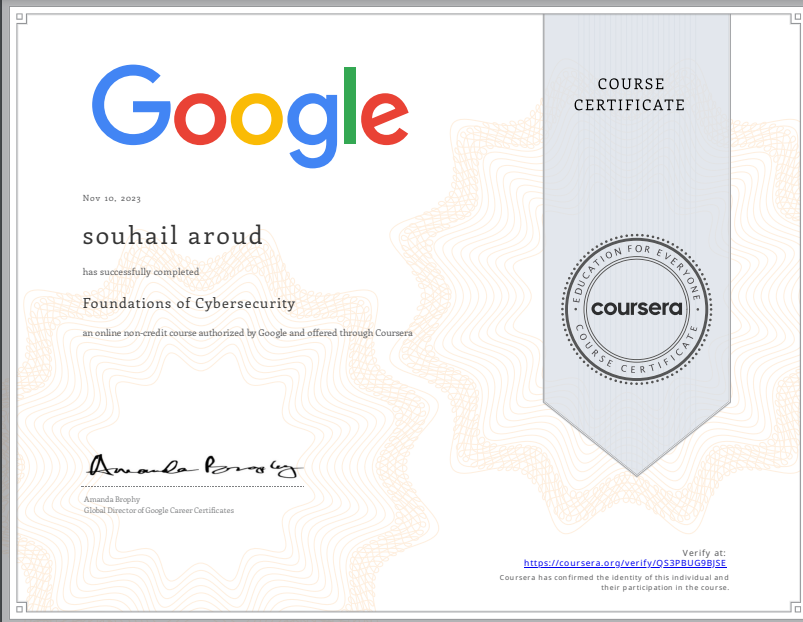 Google
COURSE
CERTIFICATE
Nov 10, 2023
souhail aroud
has successfully completed
Foundations of Cybersecurity
an online non-credit course authorized by Google and offered through Coursera
EDUCATION FOR EVERYONE
coursera
COURSE CERTIFICATE
Amanda Brophy
Amanda Brophy
Global Director of Google Career Certificates
Verify at:
https://coursera.org/verify/QS3PBUG9BJSE
Coursera has confirmed the identity of this individual and
their participation in the course.